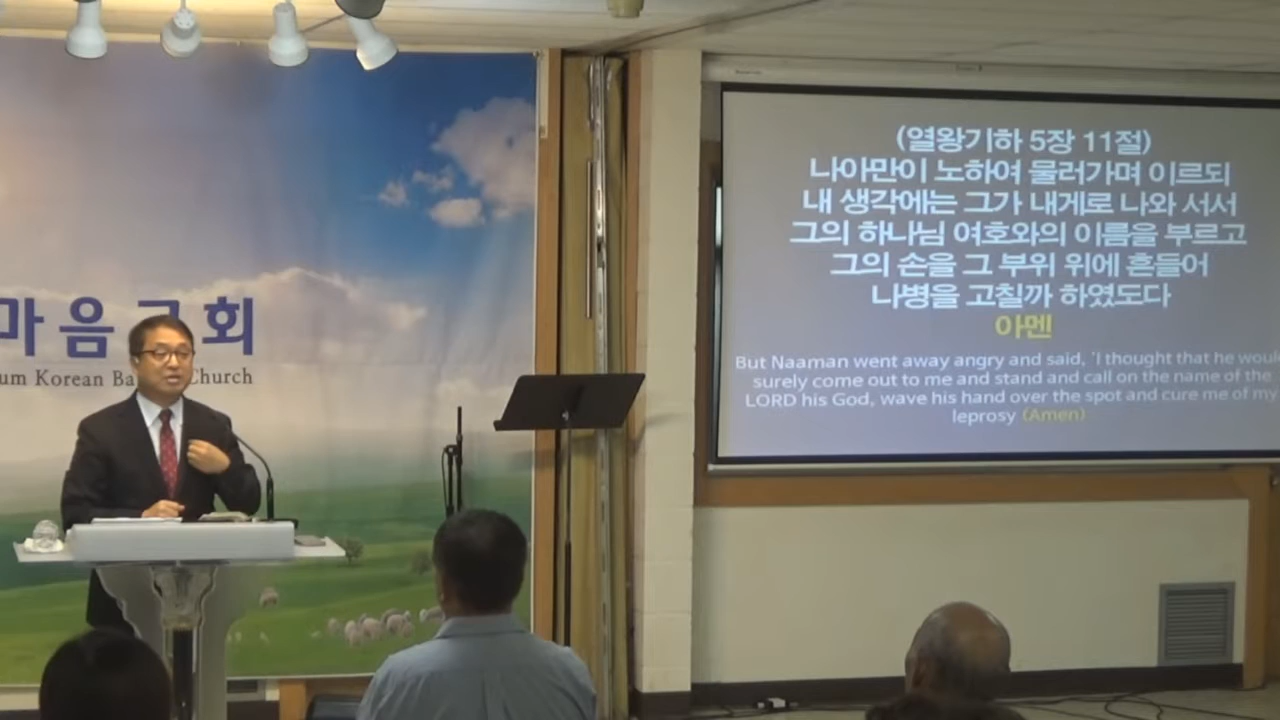 마음교회
um Korean Ba Church
(열왕기하 5장 11절)
나아만이 노하여 물러가며 이르되
내 생각에는 그가 내게로 나와 서서
그의 하나님 여호와의 이름을 부르고
그의 손을 그 부위 위에 흔들어
나병을 고칠까 하였도다
아멘
But Naaman went away angry and said, 'I thought that he would
surely come out to me and stand and call on the name of the
LORD his God, wave his hand over the spot and cure me of my
leprosy (Amen)